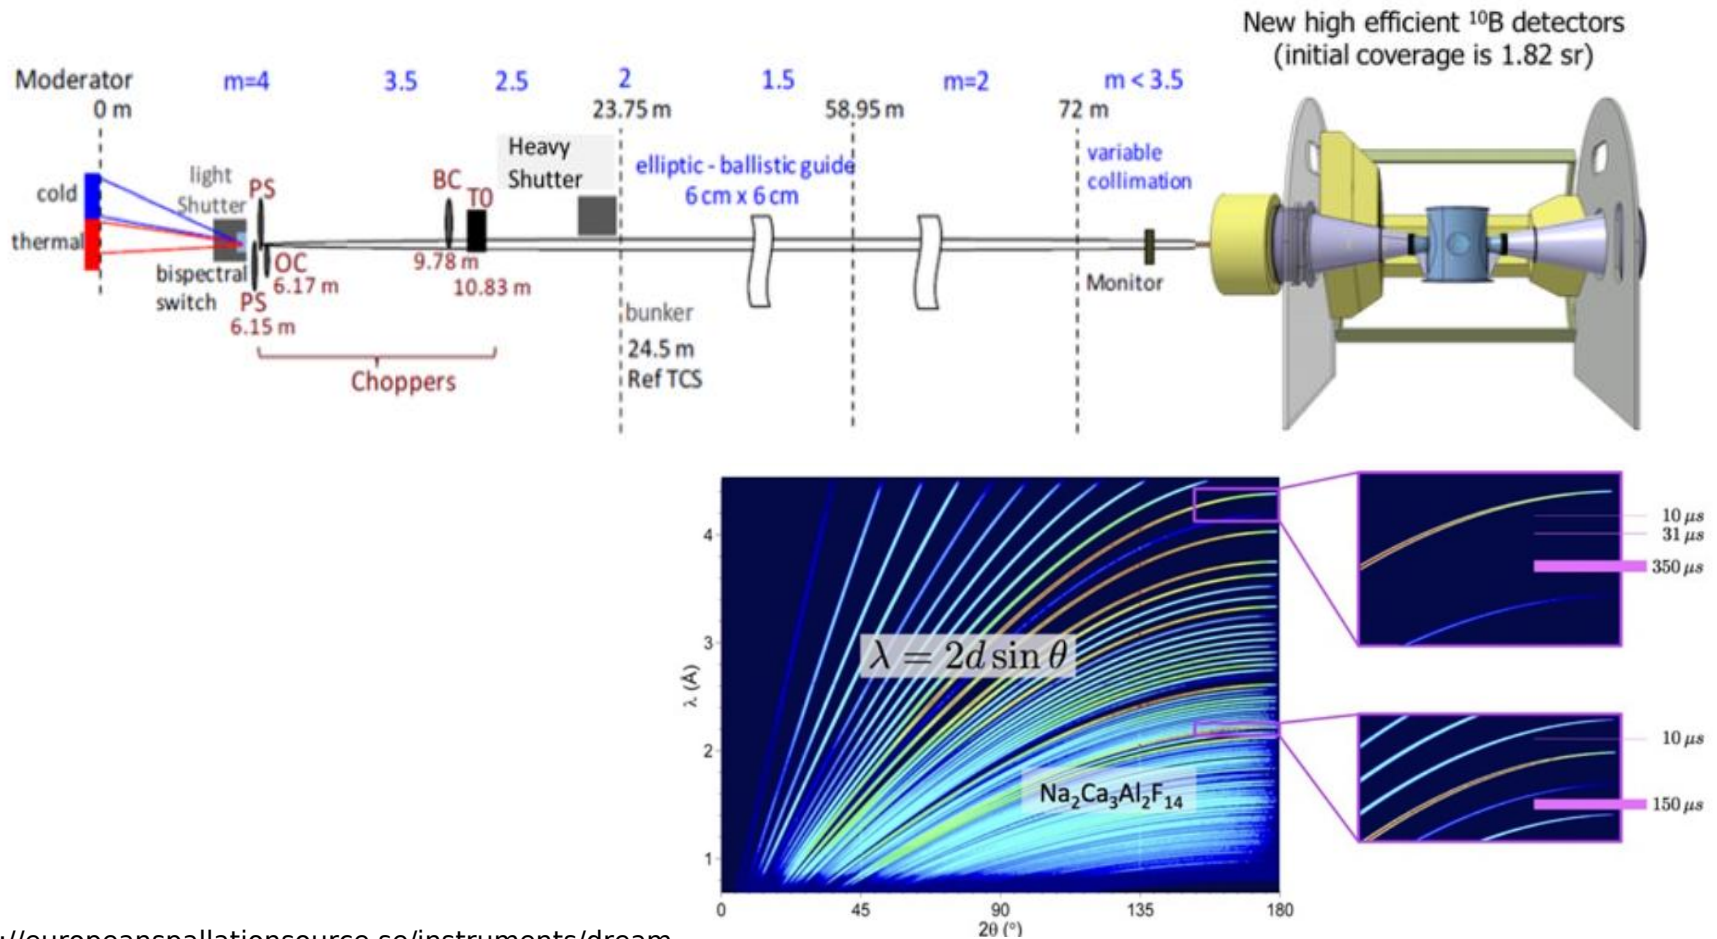 New high efficient ¹⁰B detectors
(initial coverage is 1.82 sr)
Moderator
0 m
m=4
3.5
2.5
2
23.75 m
1.5
58.95 m
m=2
72 m
m < 3.5
cold
thermal
light
Shutter
PS
bispectral
switch
PS
6.15 m
OC
6.17 m
BC
9.78 m
T0
10.83 m
Choppers
Heavy
Shutter
elliptic - ballistic guide
6 cm x 6 cm
bunker
24.5 m
Ref TCS
variable
collimation
Monitor
λ (Å)
4
3
2
1
λ = 2d sin θ
Na₂Ca₃Al₂F₁₄
0
45
90
135
180
2θ (°)
10 µs
31 µs
350 µs
10 µs
150 µs
://europeanspallationsource.se/instruments/dream